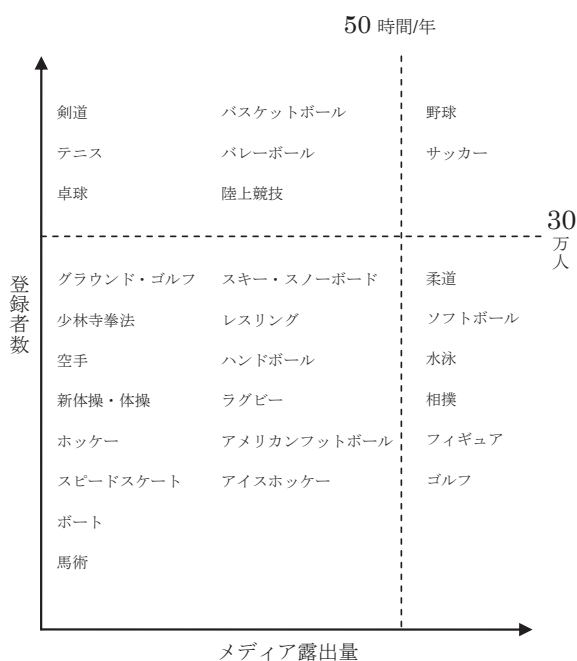 50 時間/年
剣道 バスケットボール 野球
テニス バレーボール サッカー
卓球 陸上競技
30
万
人
グラウンド・ゴルフ スキー・スノーボード 柔道
少林寺拳法 レスリング ソフトボール
空手 ハンドボール 水泳
新体操・体操 ラグビー 相撲
ホッケー アメリカンフットボール フィギュア
スピードスケート アイスホッケー ゴルフ
ボート
馬術
登録者数
メディア露出量